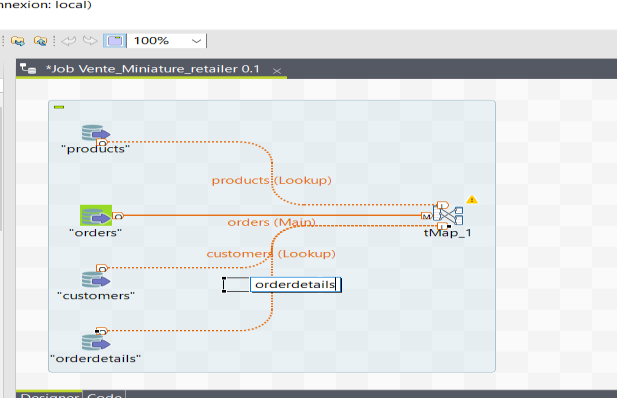 nnexion: local)
100%
*Job Vente_Miniature_retailer 0.1
"products"
products (Lookup)
orders (Main)
"orders"
tMap_1
customers (Lookup)
"customers"
orderdetails
"orderdetails"
Designer Code